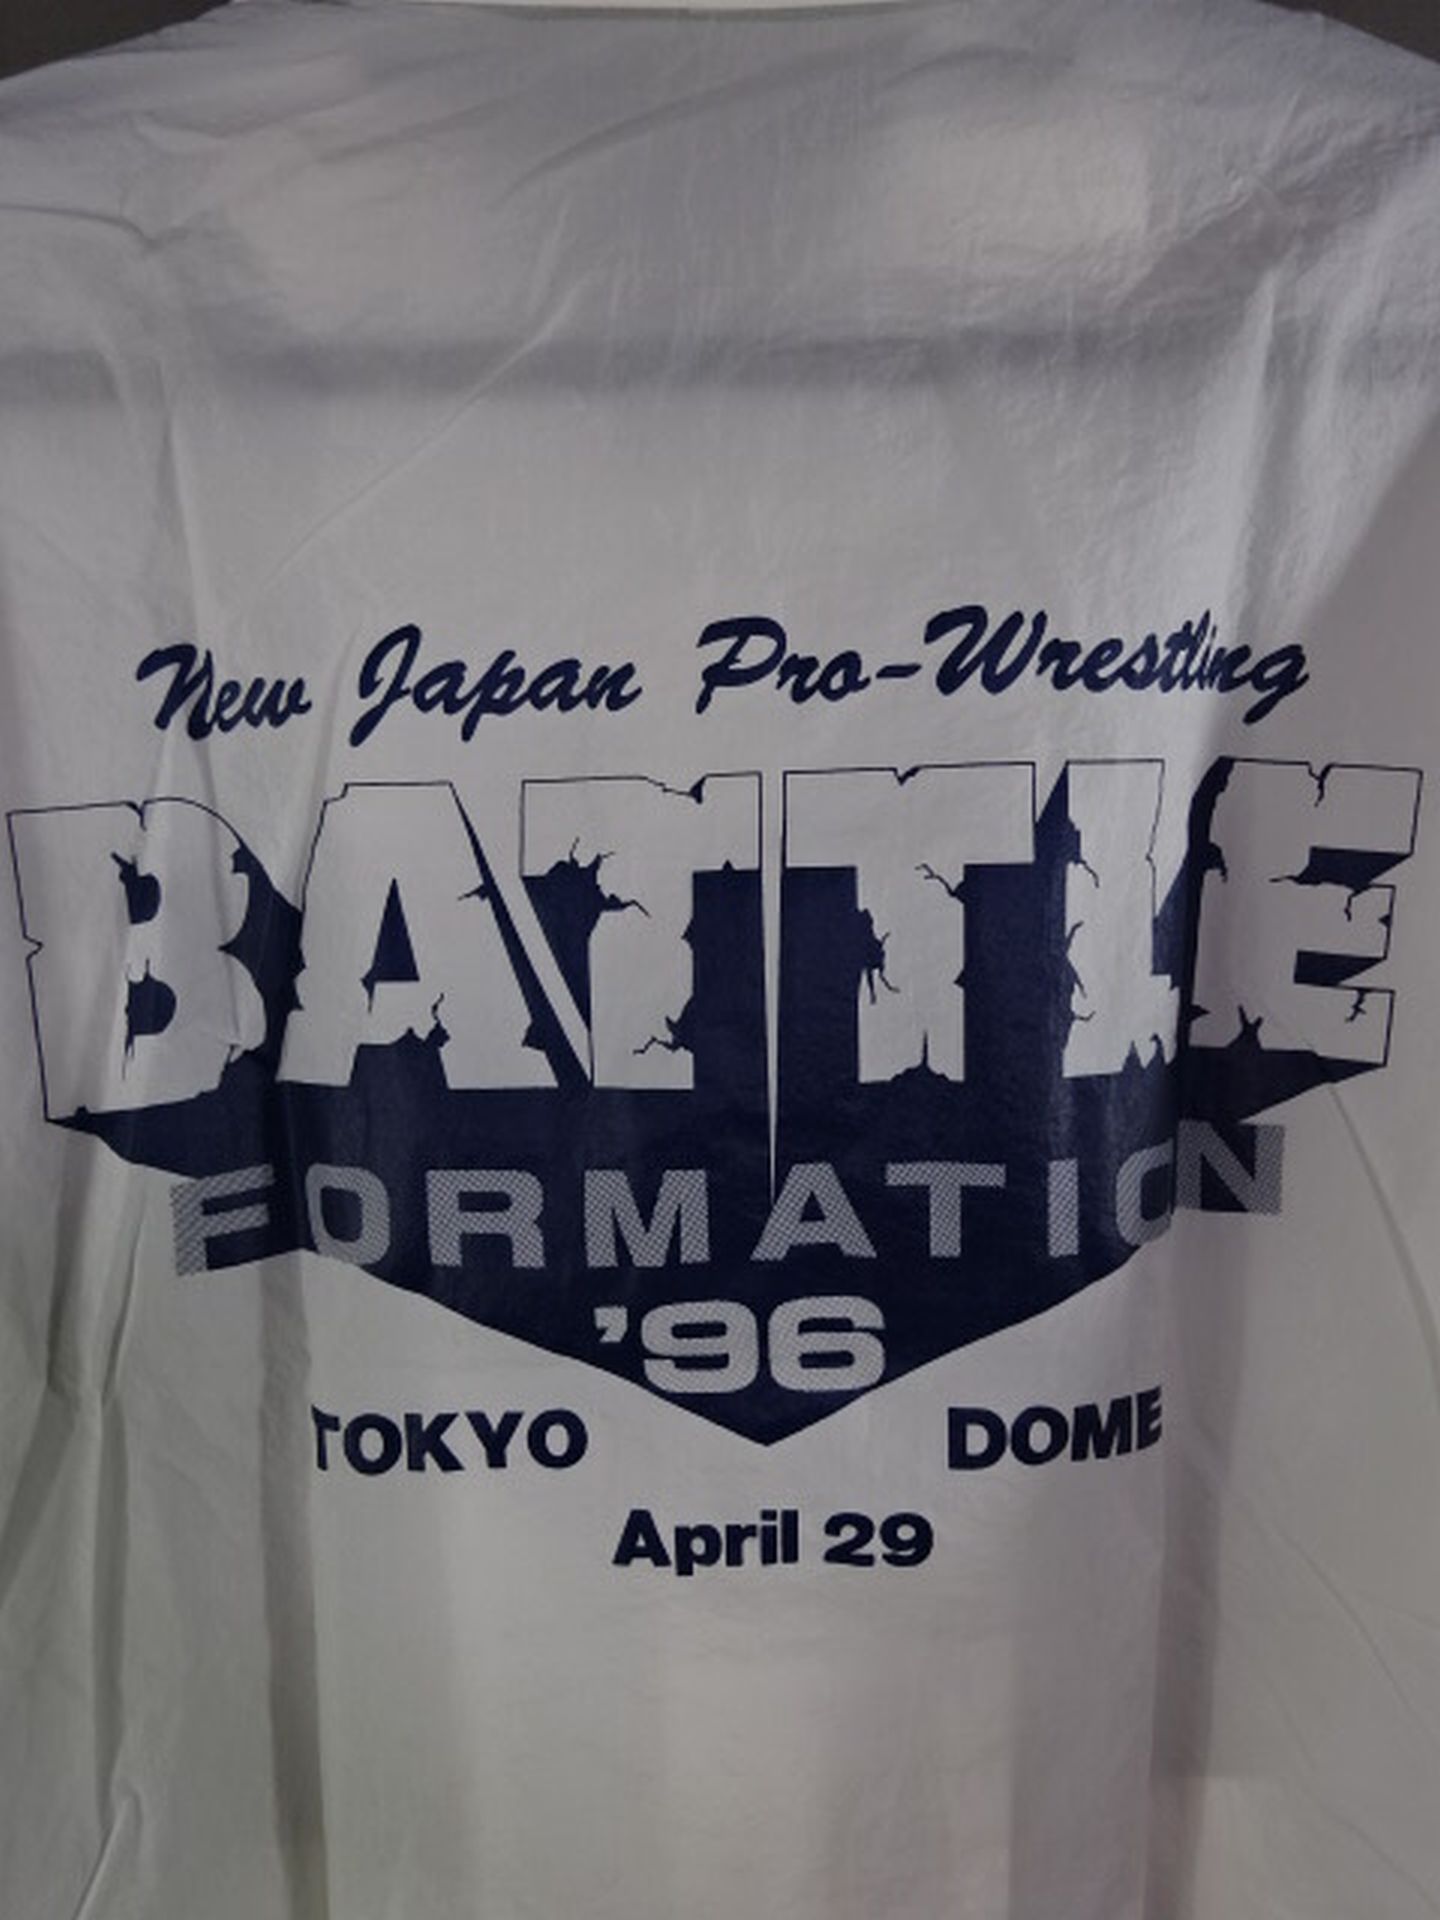 New Japan Pro-Wrestling
BATTLE
FORMATION
'96
TOKYO DOME
April 29